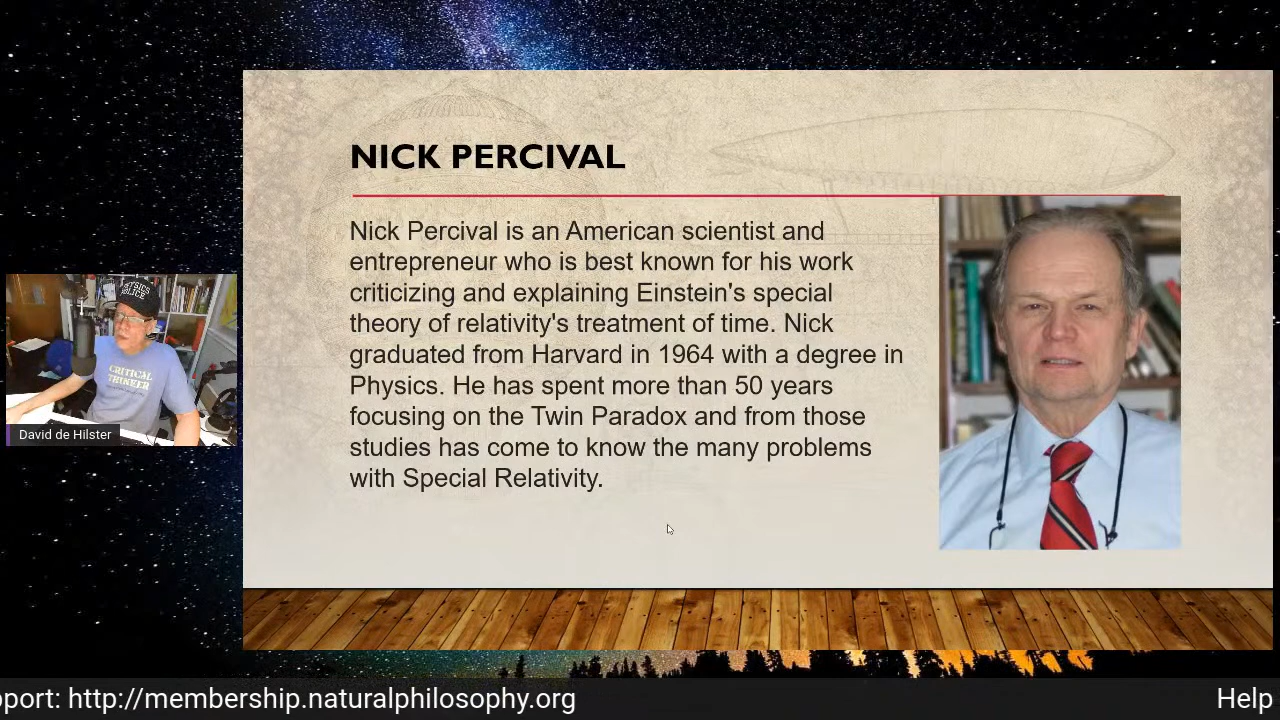 NICK PERCIVAL
Nick Percival is an American scientist and
entrepreneur who is best known for his work
criticizing and explaining Einstein's special
theory of relativity's treatment of time. Nick
graduated from Harvard in 1964 with a degree in
Physics. He has spent more than 50 years
focusing on the Twin Paradox and from those
studies has come to know the many problems
with Special Relativity.
CRITICAL
THINKER
David de Hilster
pport: http://membership.naturalphilosophy.org
Help